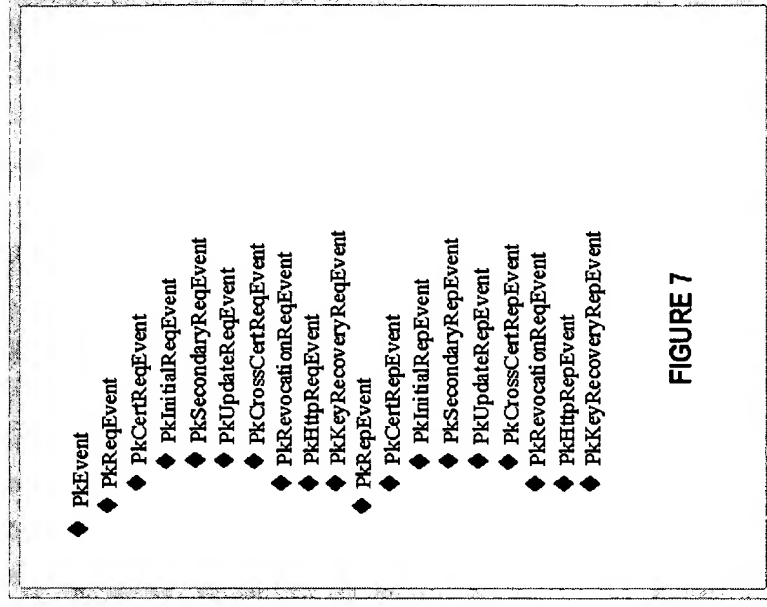 PkEvent
PkReqEvent
PkCertReqEvent
PkInitialReqEvent
PkSecondaryReqEvent
PkUpdateReqEvent
PkCrossCertReqEvent
PkRevocationReqEvent
PkHttpReqEvent
PkKeyRecoveryReqEvent
PkRepEvent
PkCertRepEvent
PkInitialRepEvent
PkSecondaryRepEvent
PkUpdateRepEvent
PkCrossCertRepEvent
PkRevocationReqEvent
PkHttpRepEvent
PkKeyRecoveryRepEvent
FIGURE 7